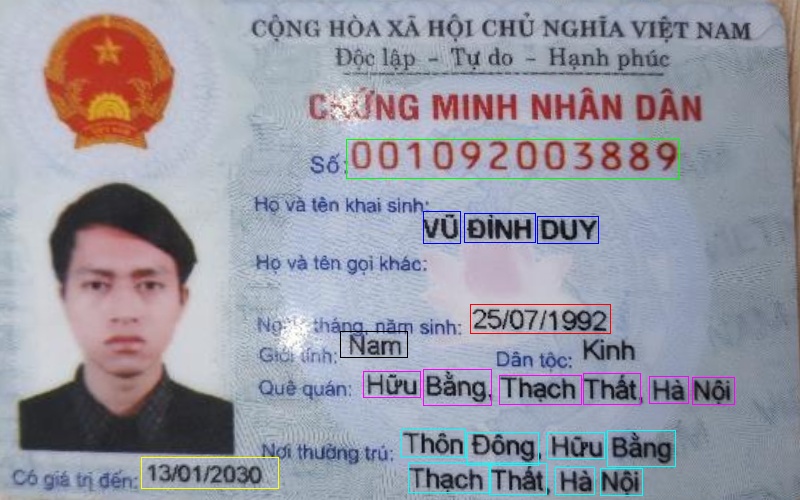 CỘNG HÒA XÃ HỘI CHỦ NGHĨA VIỆT NAM
Độc lập - Tự do - Hạnh phúc
CHỨNG MINH NHÂN DÂN
Số: 001092003889
Họ và tên khai sinh:
VŨ ĐÌNH DUY
Họ và tên gọi khác:
Ngày, tháng, năm sinh: 25/07/1992
Giới tính: Nam Dân tộc: Kinh
Quê quán: Hữu Bằng, Thạch Thất, Hà Nội
Nơi thường trú: Thôn Đông, Hữu Bằng
Thạch Thất, Hà Nội
Có giá trị đến: 13/01/2030